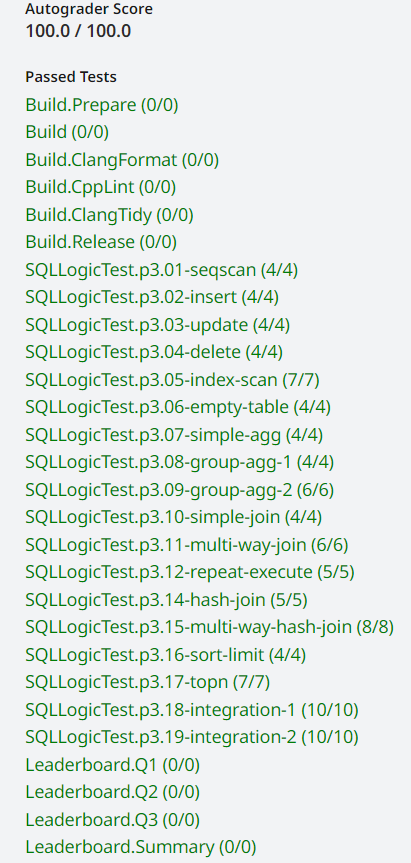 Autograder Score
100.0 / 100.0
Passed Tests
Build.Prepare (0/0)
Build (0/0)
Build.ClangFormat (0/0)
Build.CppLint (0/0)
Build.ClangTidy (0/0)
Build.Release (0/0)
SQLLogicTest.p3.01-seqscan (4/4)
SQLLogicTest.p3.02-insert (4/4)
SQLLogicTest.p3.03-update (4/4)
SQLLogicTest.p3.04-delete (4/4)
SQLLogicTest.p3.05-index-scan (7/7)
SQLLogicTest.p3.06-empty-table (4/4)
SQLLogicTest.p3.07-simple-agg (4/4)
SQLLogicTest.p3.08-group-agg-1 (4/4)
SQLLogicTest.p3.09-group-agg-2 (6/6)
SQLLogicTest.p3.10-simple-join (4/4)
SQLLogicTest.p3.11-multi-way-join (6/6)
SQLLogicTest.p3.12-repeat-execute (5/5)
SQLLogicTest.p3.14-hash-join (5/5)
SQLLogicTest.p3.15-multi-way-hash-join (8/8)
SQLLogicTest.p3.16-sort-limit (4/4)
SQLLogicTest.p3.17-topn (7/7)
SQLLogicTest.p3.18-integration-1 (10/10)
SQLLogicTest.p3.19-integration-2 (10/10)
Leaderboard.Q1 (0/0)
Leaderboard.Q2 (0/0)
Leaderboard.Q3 (0/0)
Leaderboard.Summary (0/0)